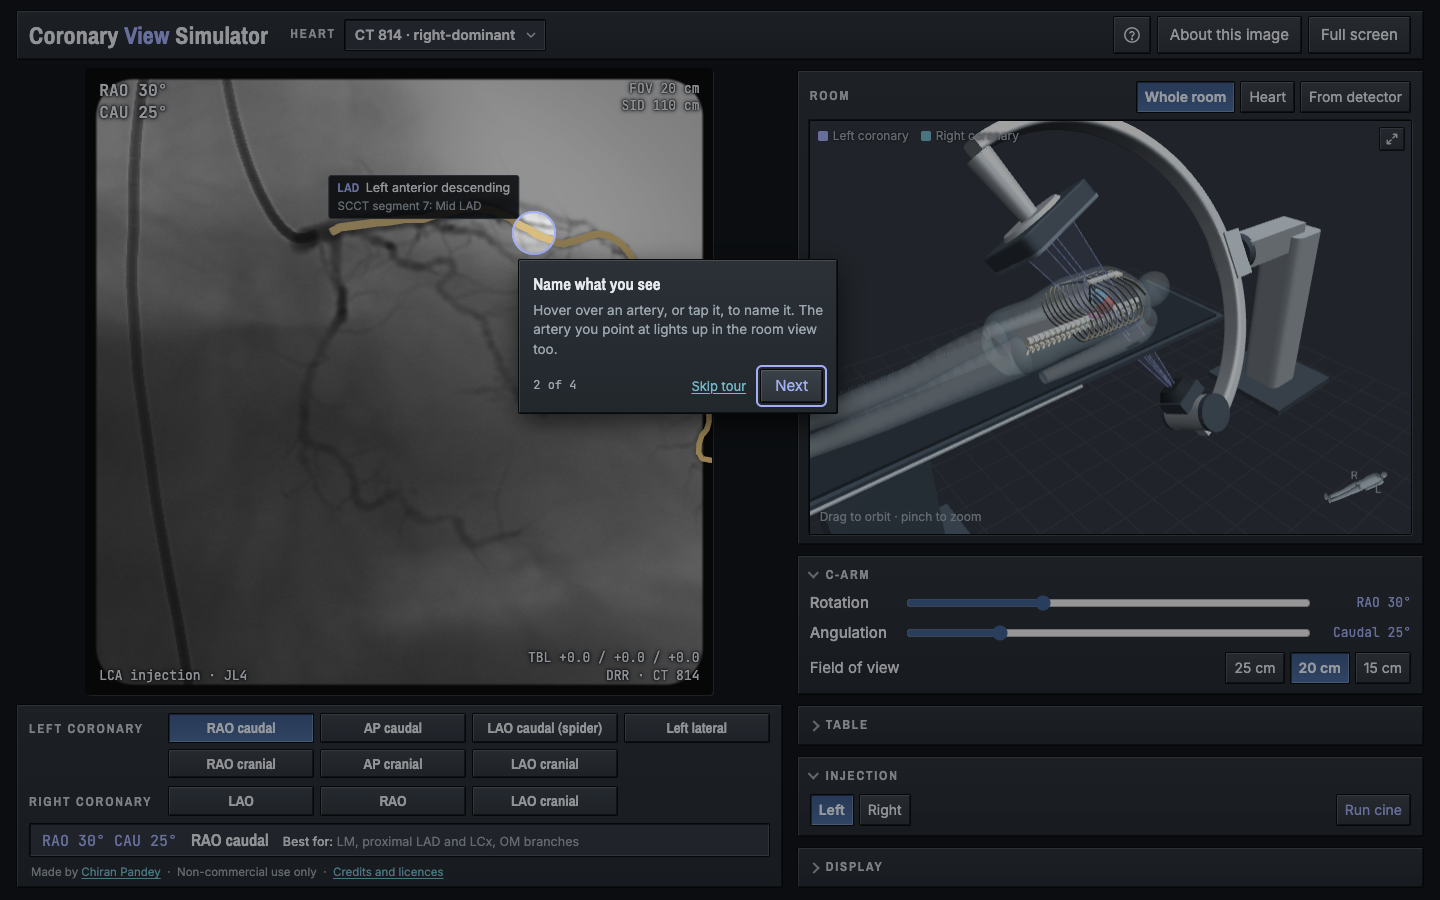 Coronary View Simulator
HEART
CT 814 · right-dominant
About this image
Full screen
RAO 30°
CAU 25°
FOV 20 cm
SID 110 cm
LAD Left anterior descending
SCCT segment 7: Mid LAD
Name what you see
Hover over an artery, or tap it, to name it. The
artery you point at lights up in the room view
too.
2 of 4
Skip tour
Next
LCA injection · JL4
TBL +0.0 / +0.0 / +0.0
DRR · CT 814
ROOM
Whole room
Heart
From detector
Left coronary
Right coronary
R
L
Drag to orbit · pinch to zoom
C-ARM
Rotation
RAO 30°
Angulation
Caudal 25°
Field of view
25 cm
20 cm
15 cm
TABLE
INJECTION
Left
Right
Run cine
DISPLAY
LEFT CORONARY
RAO caudal
AP caudal
LAO caudal (spider)
Left lateral
RAO cranial
AP cranial
LAO cranial
RIGHT CORONARY
LAO
RAO
LAO cranial
RAO 30° CAU 25° RAO caudal Best for: LM, proximal LAD and LCx, OM branches
Made by Chiran Pandey · Non-commercial use only · Credits and licences